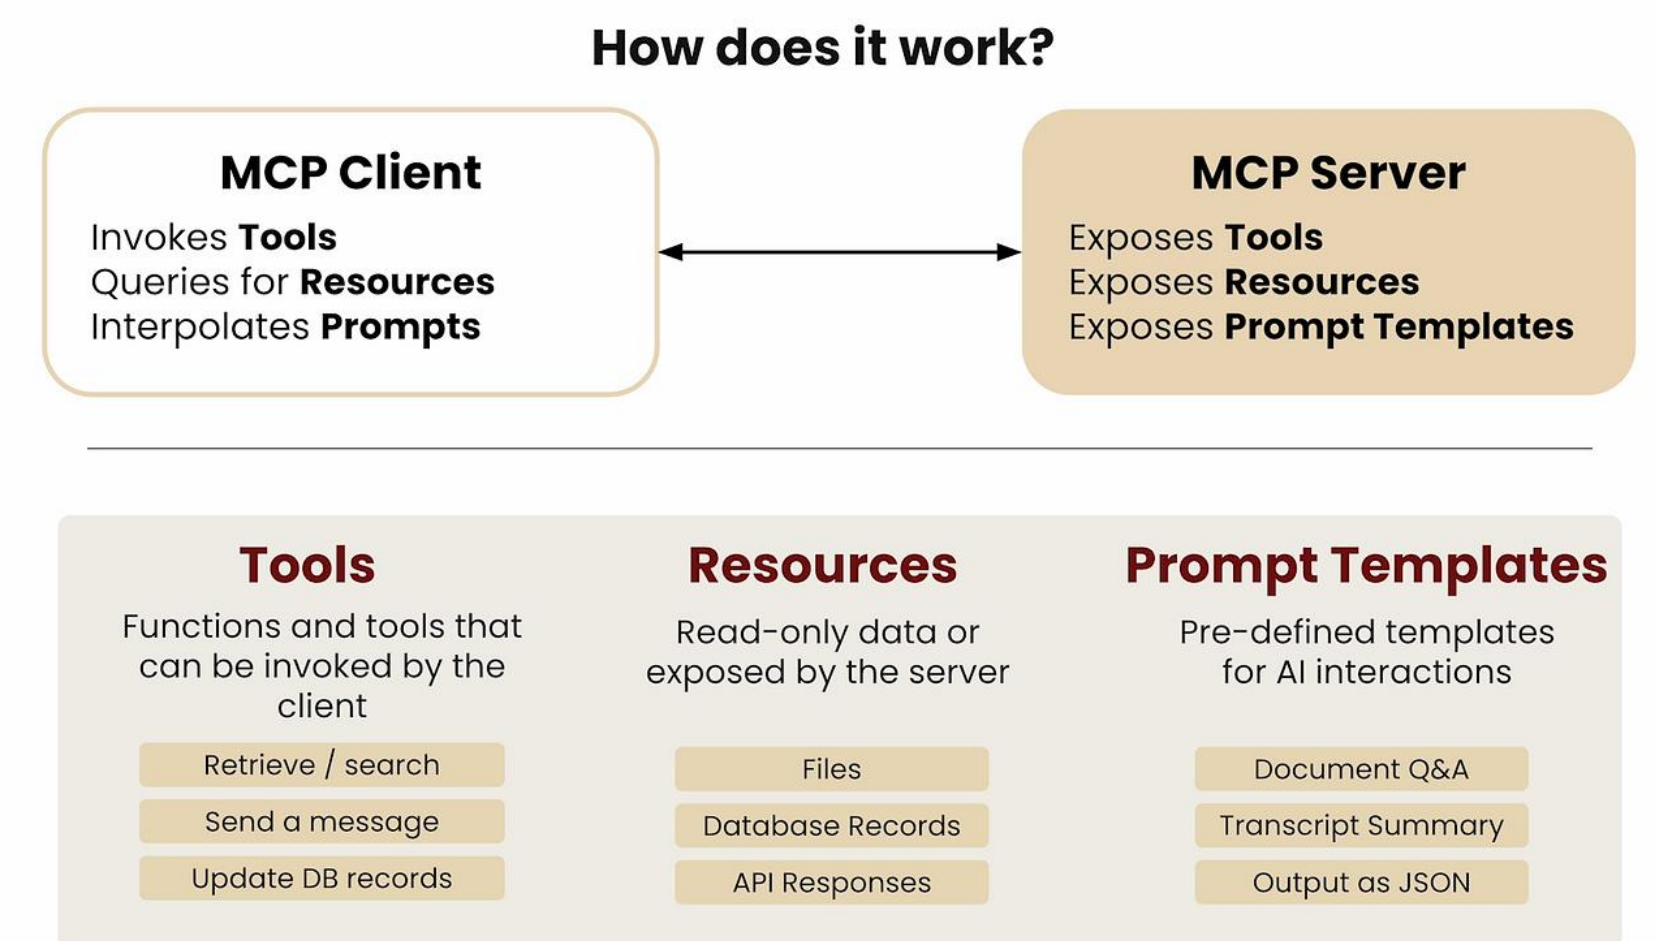 How does it work?
MCP Client
Invokes Tools
Queries for Resources
Interpolates Prompts
MCP Server
Exposes Tools
Exposes Resources
Exposes Prompt Templates
Tools
Functions and tools that
can be invoked by the
client
Retrieve / search
Send a message
Update DB records
Resources
Read-only data or
exposed by the server
Files
Database Records
API Responses
Prompt Templates
Pre-defined templates
for AI interactions
Document Q&A
Transcript Summary
Output as JSON